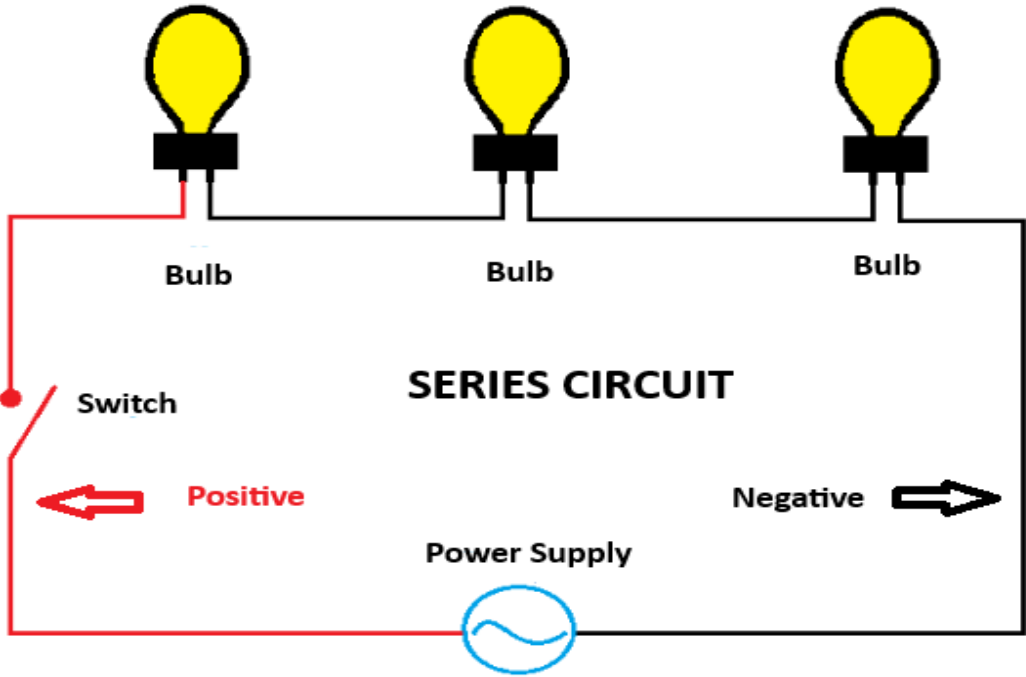 Bulb
Bulb
Bulb
SERIES CIRCUIT
Switch
Positive
Negative
Power Supply